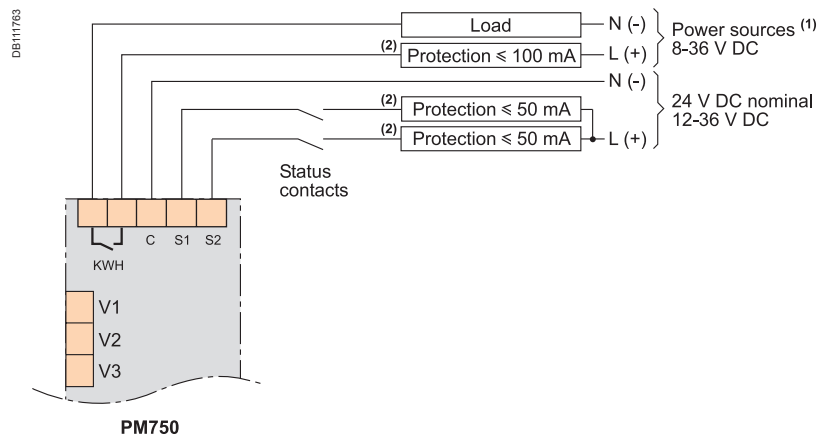 DB111763
Load
N (-)
Power sources (1)
8-36 V DC
(2)
Protection ⩽ 100 mA
L (+)
N (-)
24 V DC nominal
12-36 V DC
(2)
Protection ⩽ 50 mA
(2)
Protection ⩽ 50 mA
L (+)
Status
contacts
C S1 S2
KWH
V1
V2
V3
PM750